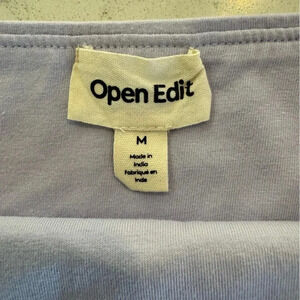 Open Edit
M
Made in
India
Fabriqué en
Inde